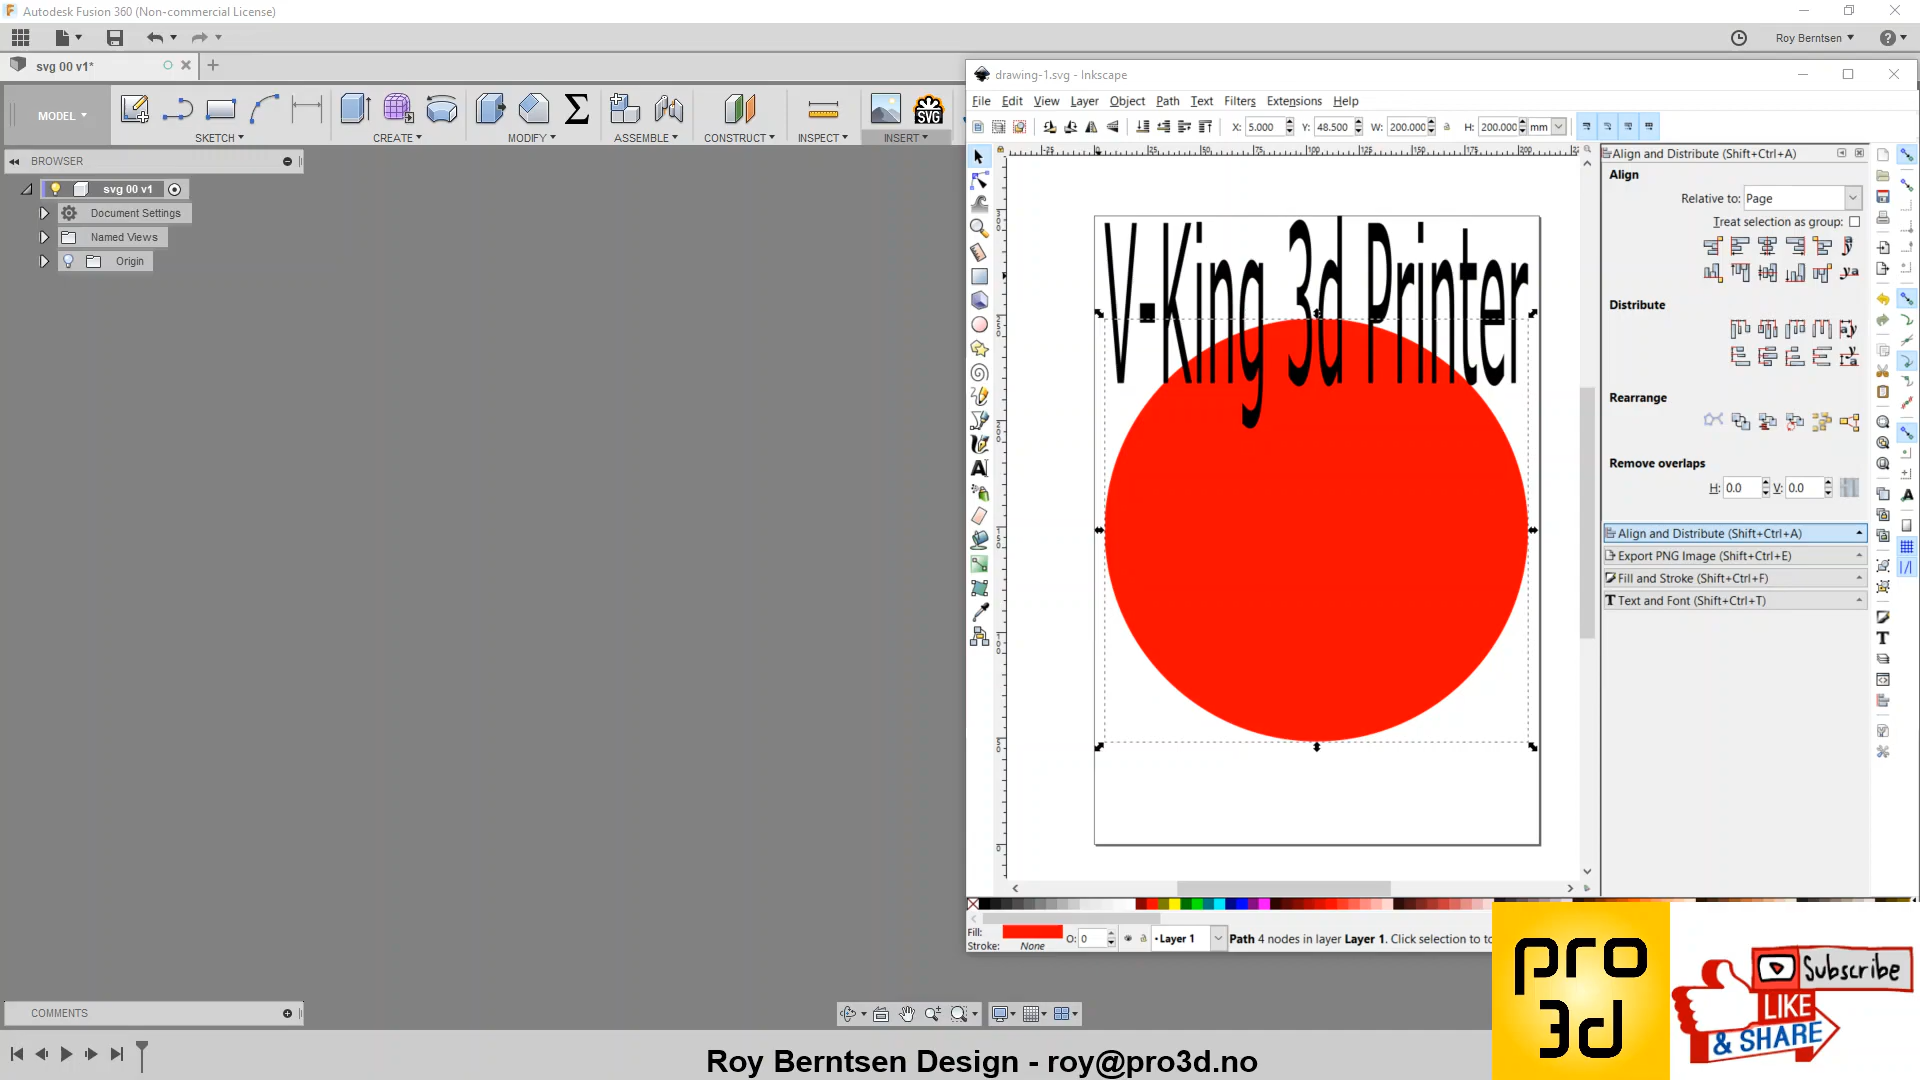 Autodesk Fusion 360 (Non-commercial License)
Roy Berntsen
svg 00 v1*
MODEL
SKETCH
CREATE
MODIFY
ASSEMBLE
CONSTRUCT
INSPECT
INSERT
SVG
BROWSER
svg 00 v1
Document Settings
Named Views
Origin
COMMENTS
drawing-1.svg - Inkscape
File Edit View Layer Object Path Text Filters Extensions Help
X: 5.000 Y: 48.500 W: 200.000 H: 200.000 mm
V-King 3d Printer
Align and Distribute (Shift+Ctrl+A)
Align
Relative to: Page
Treat selection as group:
Distribute
Rearrange
Remove overlaps
H: 0.0 V: 0.0
Align and Distribute (Shift+Ctrl+A)
Export PNG Image (Shift+Ctrl+E)
Fill and Stroke (Shift+Ctrl+F)
Text and Font (Shift+Ctrl+T)
Fill:
Stroke: None
O: 0
Layer 1
Path 4 nodes in layer Layer 1. Click selection to
pro
3d
Subscribe
LIKE
& SHARE
Roy Berntsen Design - roy@pro3d.no